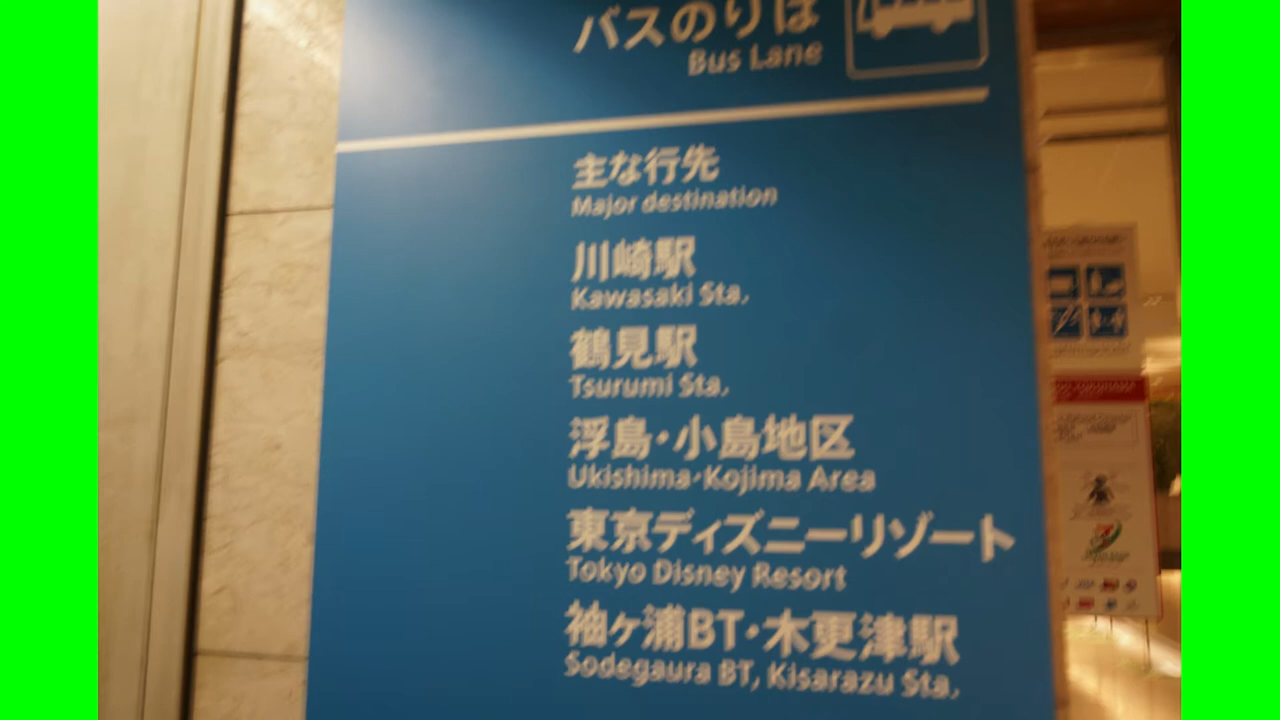 バスのりば
Bus Lane
主な行先
Major destination
川崎駅
Kawasaki Sta.
鶴見駅
Tsurumi Sta.
浮島・小島地区
Ukishima・Kojima Area
東京ディズニーリゾート
Tokyo Disney Resort
袖ヶ浦BT・木更津駅
Sodegaura BT, Kisarazu Sta.